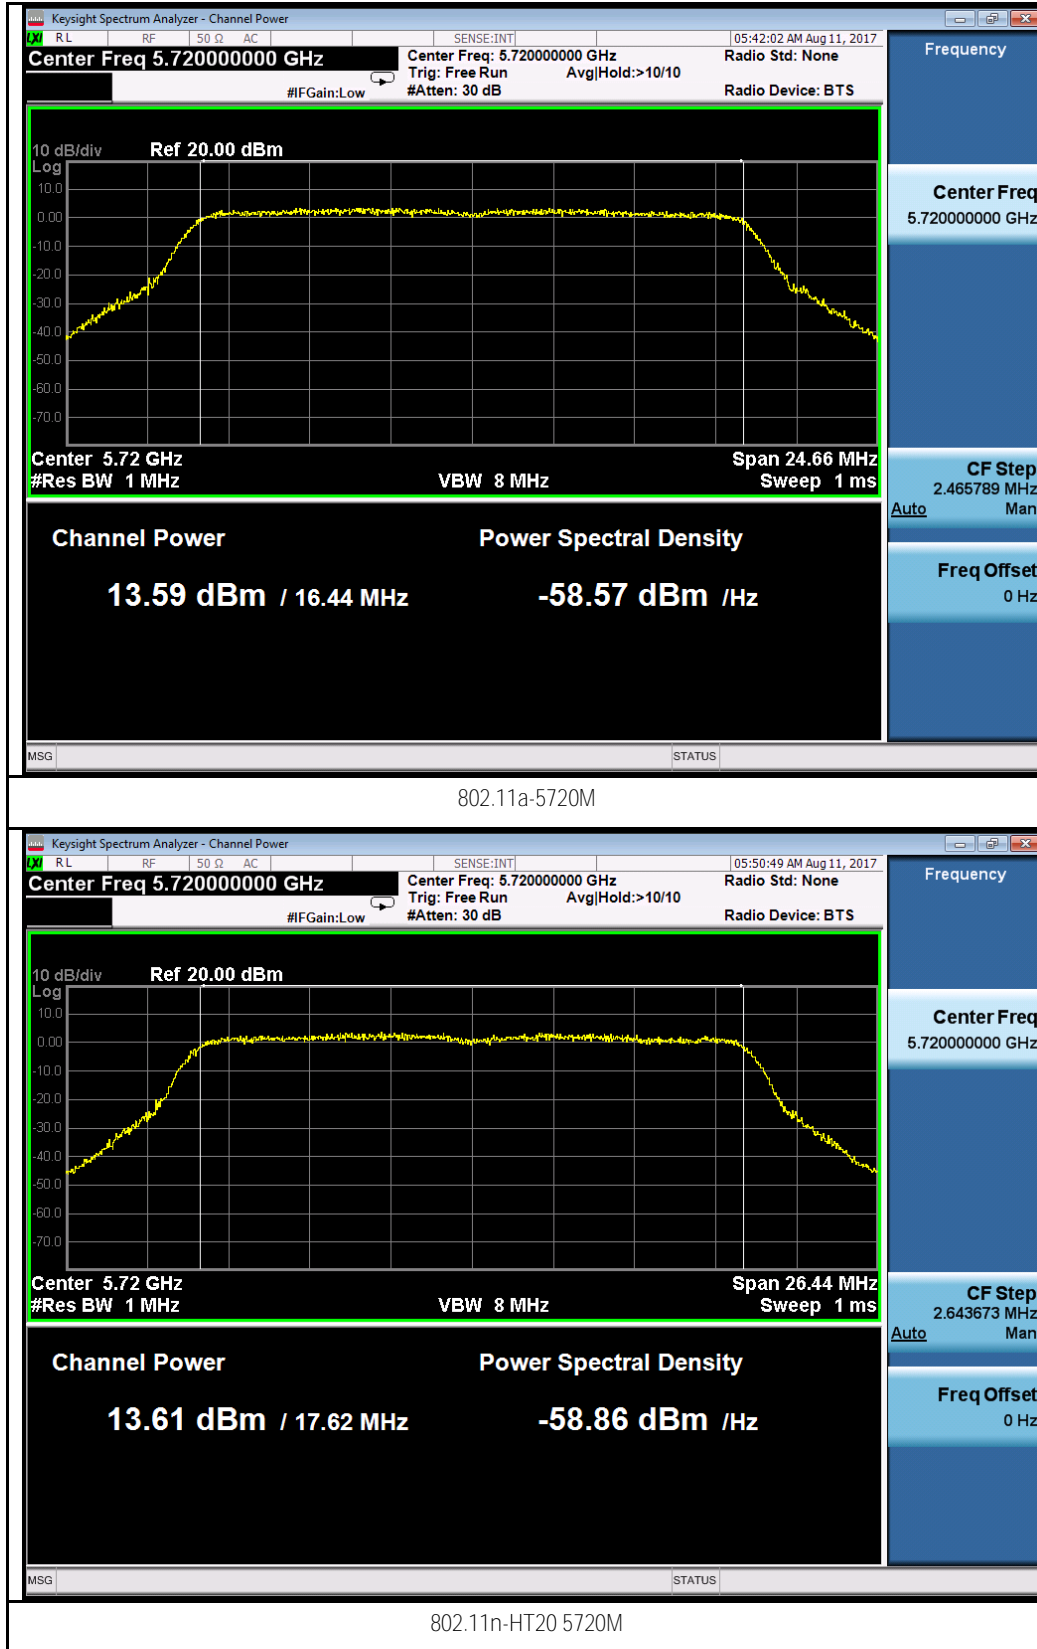 Keysight Spectrum Analyzer - Channel Power
LXI RL RF 50 Ω AC SENSE:INT 05:42:02 AM Aug 11, 2017
Center Freq 5.720000000 GHz
Center Freq: 5.720000000 GHz
Radio Std: None
Trig: Free Run Avg|Hold:>10/10
#IFGain:Low
#Atten: 30 dB
Radio Device: BTS
Frequency
10 dB/div Ref 20.00 dBm
Log
10.0
0.00
-10.0
-20.0
-30.0
-40.0
-50.0
-60.0
-70.0
Center Freq
5.720000000 GHz
Center 5.72 GHz Span 24.66 MHz
#Res BW 1 MHz VBW 8 MHz Sweep 1 ms
CF Step
2.465789 MHz
Auto Man
Channel Power Power Spectral Density
13.59 dBm / 16.44 MHz -58.57 dBm /Hz
Freq Offset
0 Hz
MSG STATUS
802.11a-5720M
Keysight Spectrum Analyzer - Channel Power
LXI RL RF 50 Ω AC SENSE:INT 05:50:49 AM Aug 11, 2017
Center Freq 5.720000000 GHz
Center Freq: 5.720000000 GHz
Radio Std: None
Trig: Free Run Avg|Hold:>10/10
#IFGain:Low
#Atten: 30 dB
Radio Device: BTS
Frequency
10 dB/div Ref 20.00 dBm
Log
10.0
0.00
-10.0
-20.0
-30.0
-40.0
-50.0
-60.0
-70.0
Center Freq
5.720000000 GHz
Center 5.72 GHz Span 26.44 MHz
#Res BW 1 MHz VBW 8 MHz Sweep 1 ms
CF Step
2.643673 MHz
Auto Man
Channel Power Power Spectral Density
13.61 dBm / 17.62 MHz -58.86 dBm /Hz
Freq Offset
0 Hz
MSG STATUS
802.11n-HT20 5720M